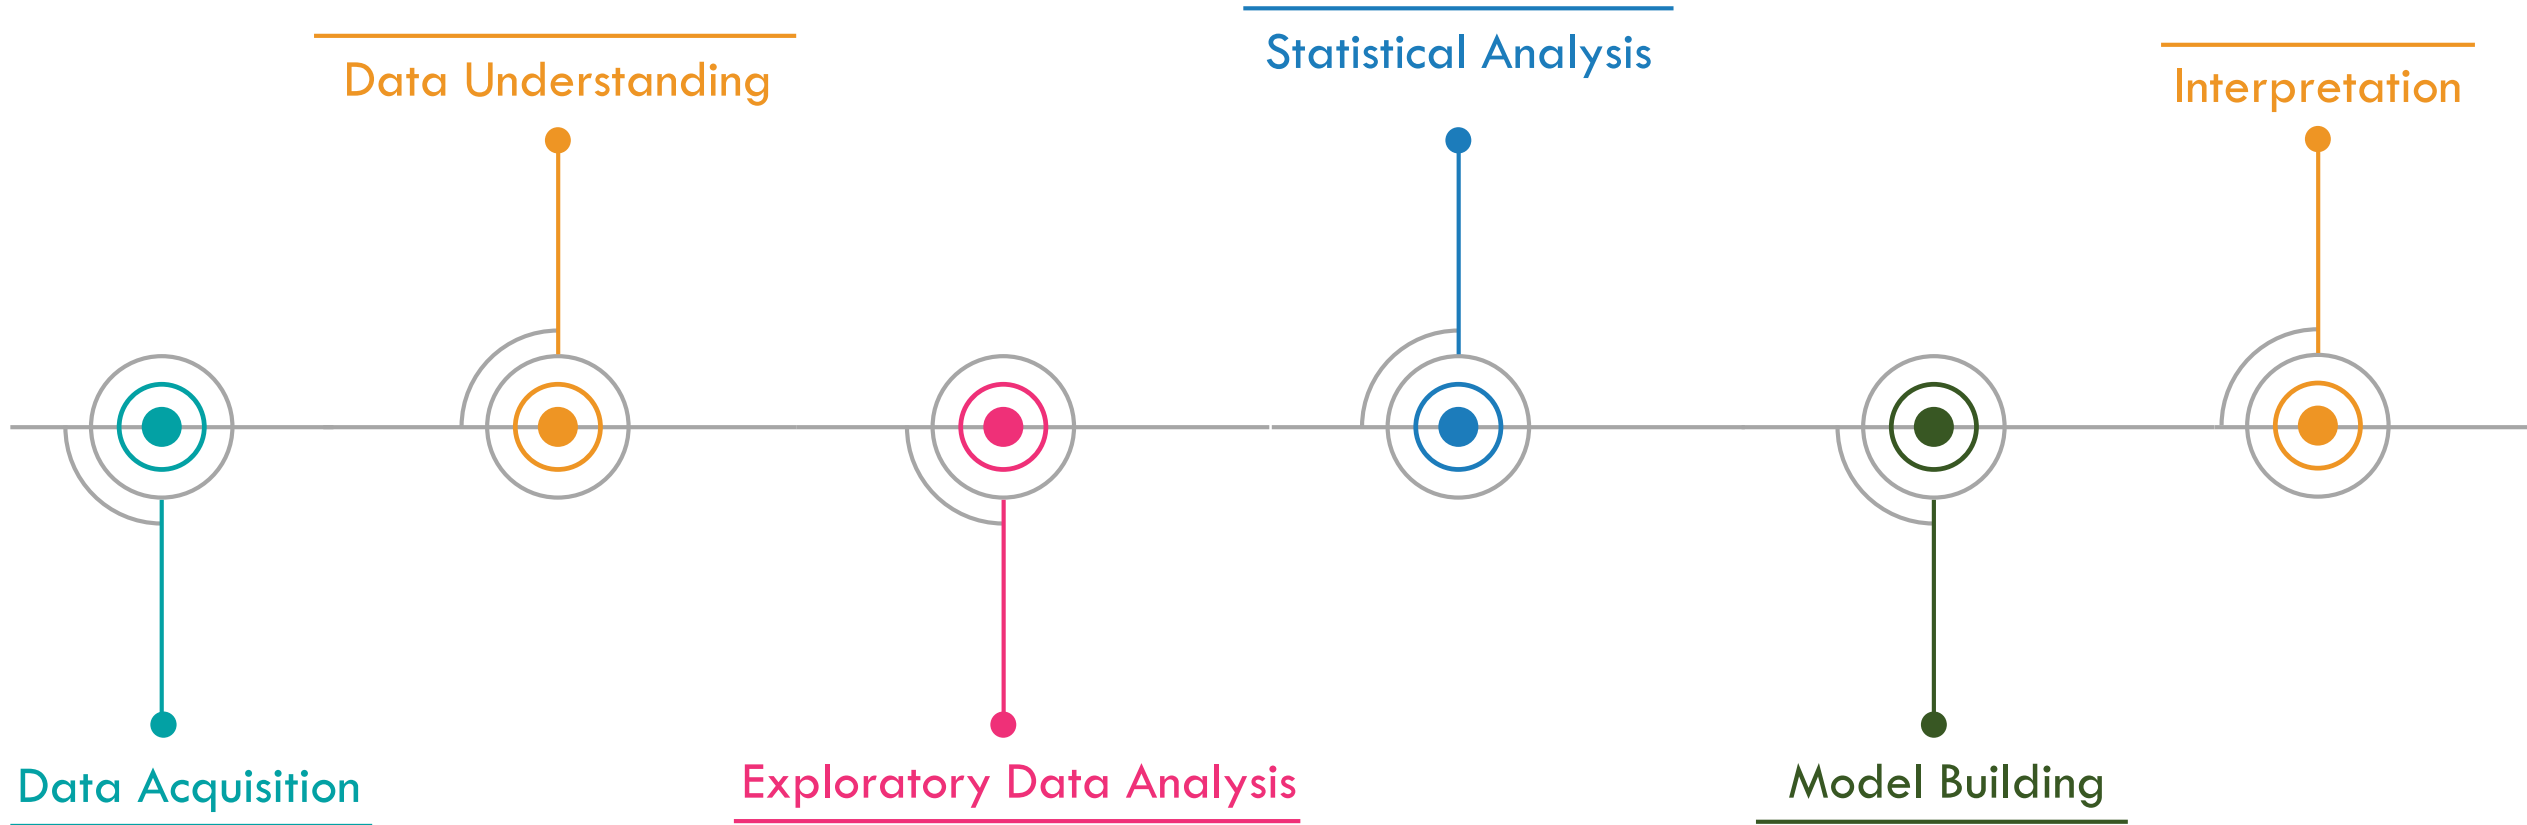 Data Acquisition
Data Understanding
Exploratory Data Analysis
Statistical Analysis
Model Building
Interpretation